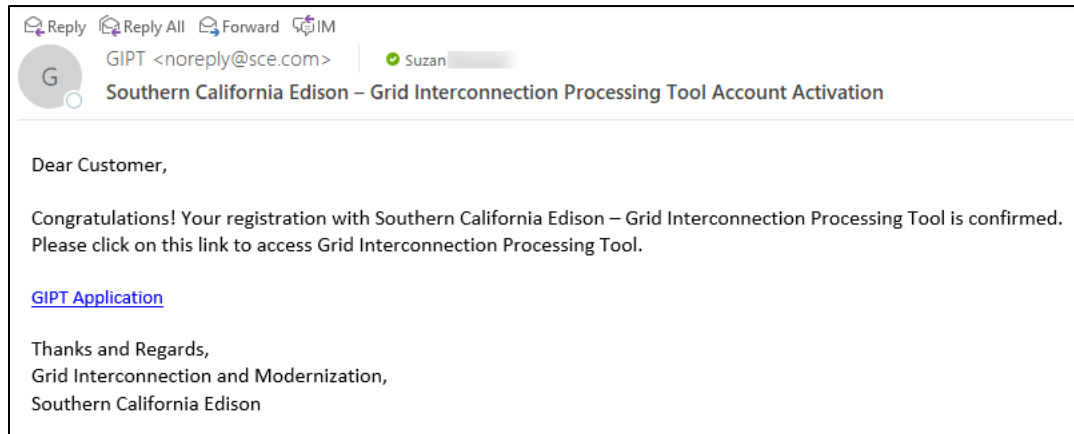 Reply Reply All Forward IM
GIPT <noreply@sce.com> Suzan
G
Southern California Edison – Grid Interconnection Processing Tool Account Activation
Dear Customer,
Congratulations! Your registration with Southern California Edison – Grid Interconnection Processing Tool is confirmed.
Please click on this link to access Grid Interconnection Processing Tool.
GIPT Application
Thanks and Regards,
Grid Interconnection and Modernization,
Southern California Edison